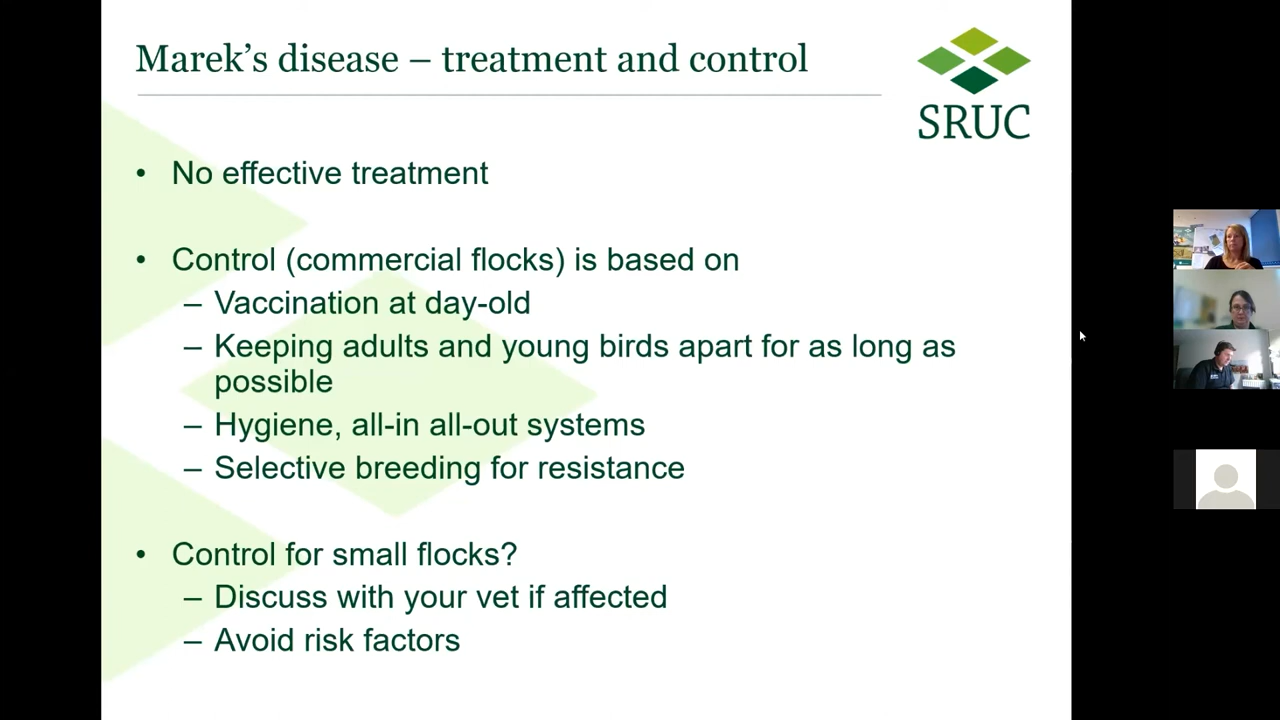 Marek's disease – treatment and control
SRUC
• No effective treatment
• Control (commercial flocks) is based on
– Vaccination at day-old
– Keeping adults and young birds apart for as long as
possible
– Hygiene, all-in all-out systems
– Selective breeding for resistance
• Control for small flocks?
– Discuss with your vet if affected
– Avoid risk factors